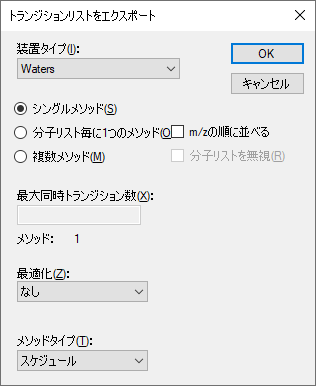 トランジションリストをエクスポート
装置タイプ(I):
Waters
OK
キャンセル
シングルメソッド(S)
分子リスト毎に1つのメソッド(O
m/zの順に並べる
複数メソッド(M)
分子リストを無視(R)
最大同時トランジション数(X):
メソッド: 1
最適化(Z):
なし
メソッドタイプ(T):
スケジュール